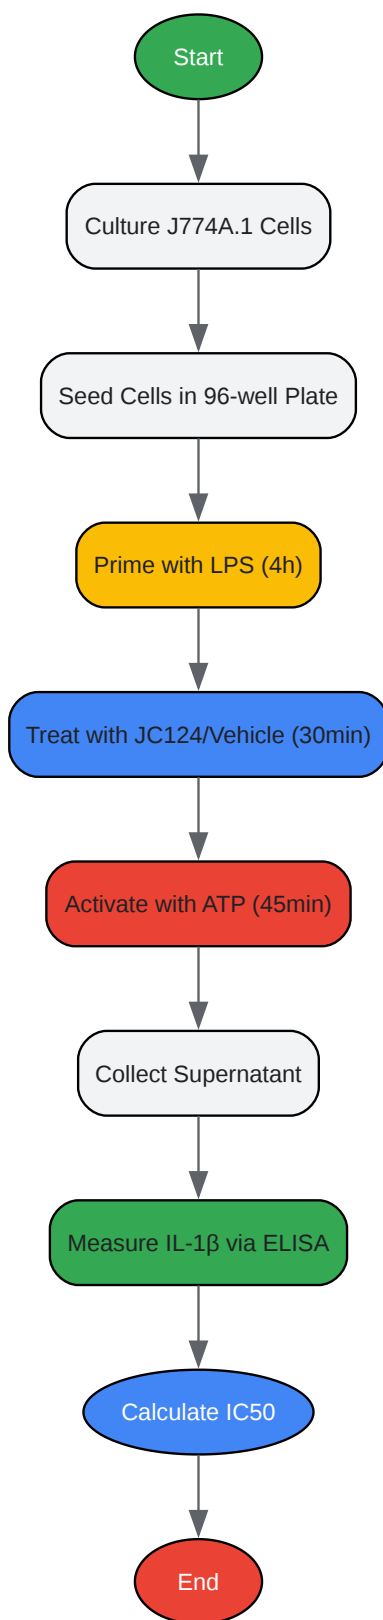 Start
Culture J774A.1 Cells
Seed Cells in 96-well Plate
Prime with LPS (4h)
Treat with JC124/Vehicle (30min)
Activate with ATP (45min)
Collect Supernatant
Measure IL-1β via ELISA
Calculate IC50
End